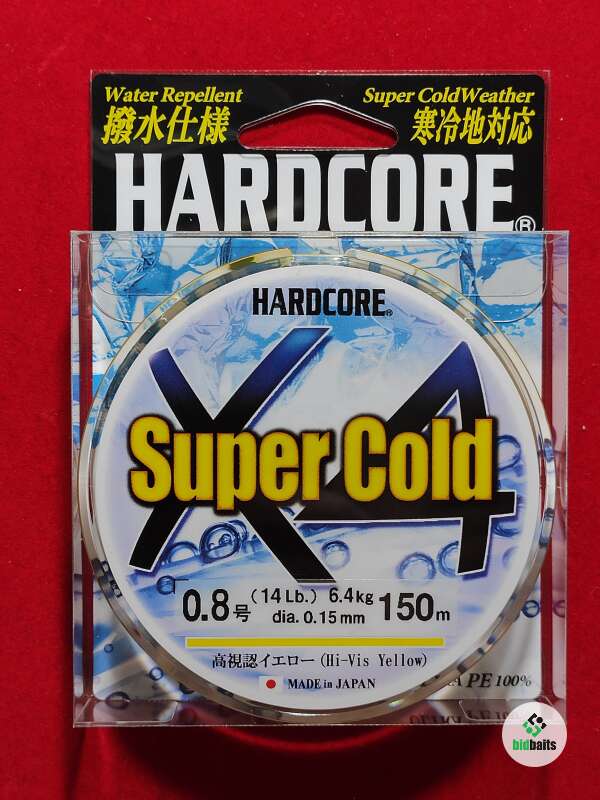 Water Repellent
撥水仕様
Super ColdWeather
寒冷地対応
HARDCORE®
HARDCORE®
X4
Super Cold
0.8号 (14Lb.) 6.4kg
dia. 0.15mm 150m
高視認イエロー(Hi-Vis Yellow)
MADE in JAPAN
PE 100%
bidbaits